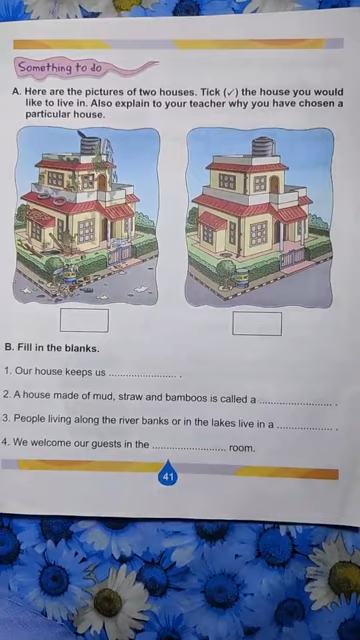 Something to do
A. Here are the pictures of two houses. Tick (✓) the house you would
like to live in. Also explain to your teacher why you have chosen a
particular house.
B. Fill in the blanks.
1. Our house keeps us ........................ .
2. A house made of mud, straw and bamboos is called a ........................ .
3. People living along the river banks or in the lakes live in a .................. .
4. We welcome our guests in the ........................ room.
41